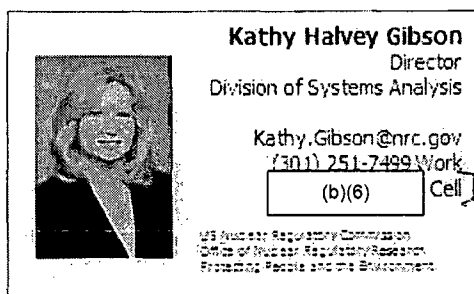 Kathy Halvey Gibson
Director
Division of Systems Analysis
Kathy.Gibson@nrc.gov
(301) 251-7499 Work
(b)(6) Cell
US Nuclear Regulatory Commission
Office of Nuclear Regulatory Research
Protecting People and the Environment